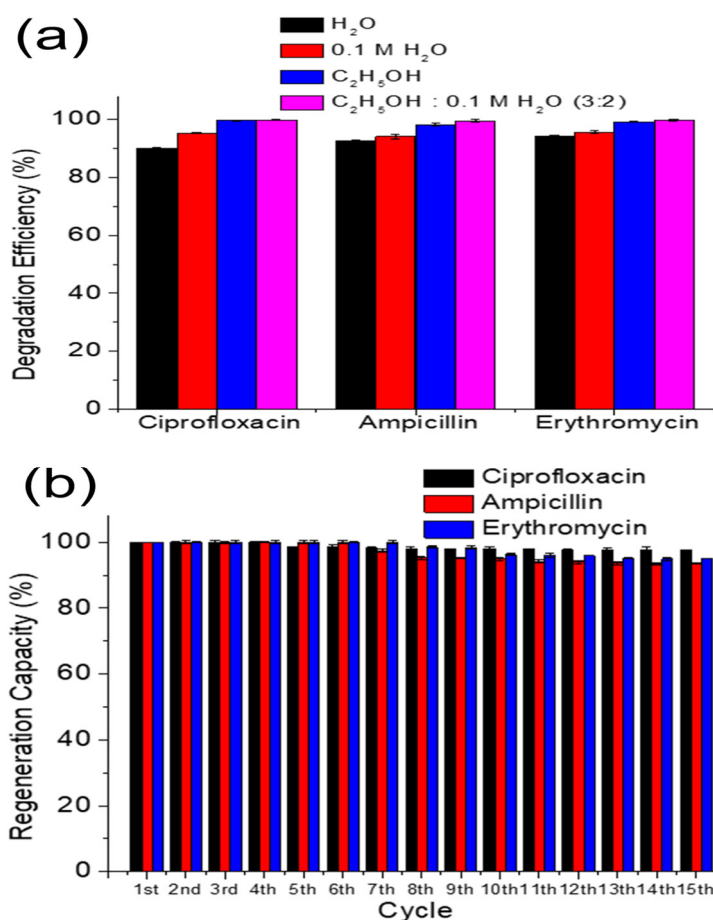 (a)
H₂O
0.1 M H₂O
C₂H₅OH
C₂H₅OH : 0.1 M H₂O (3:2)
Degradation Efficiency (%)
100
80
60
40
20
0
Ciprofloxacin Ampicillin Erythromycin
(b)
Ciprofloxacin
Ampicillin
Erythromycin
Regeneration Capacity (%)
100
80
60
40
20
0
1st 2nd 3rd 4th 5th 6th 7th 8th 9th 10th 11th 12th 13th 14th 15th
Cycle